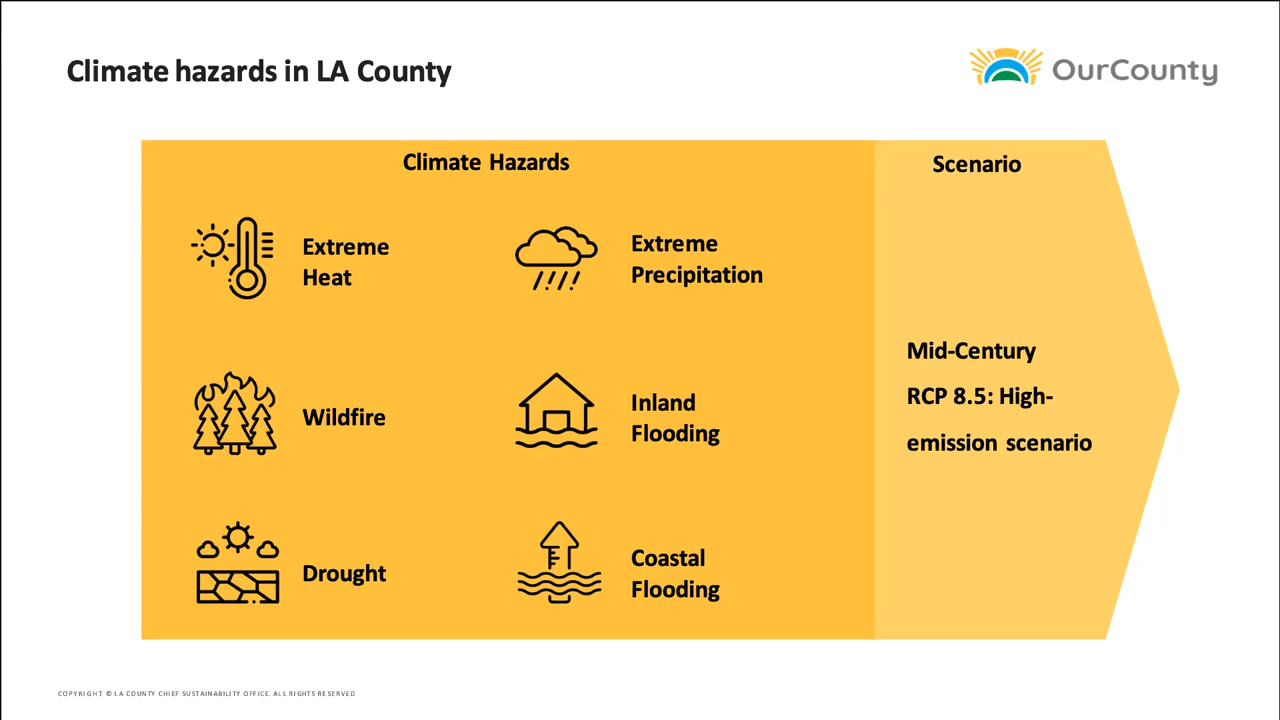 Climate hazards in LA County
OurCounty
Climate Hazards
Scenario
Extreme
Heat
Extreme
Precipitation
Wildfire
Inland
Flooding
Drought
Coastal
Flooding
Mid-Century
RCP 8.5: High-
emission scenario
COPYRIGHT © LA COUNTY CHIEF SUSTAINABILITY OFFICE. ALL RIGHTS RESERVED